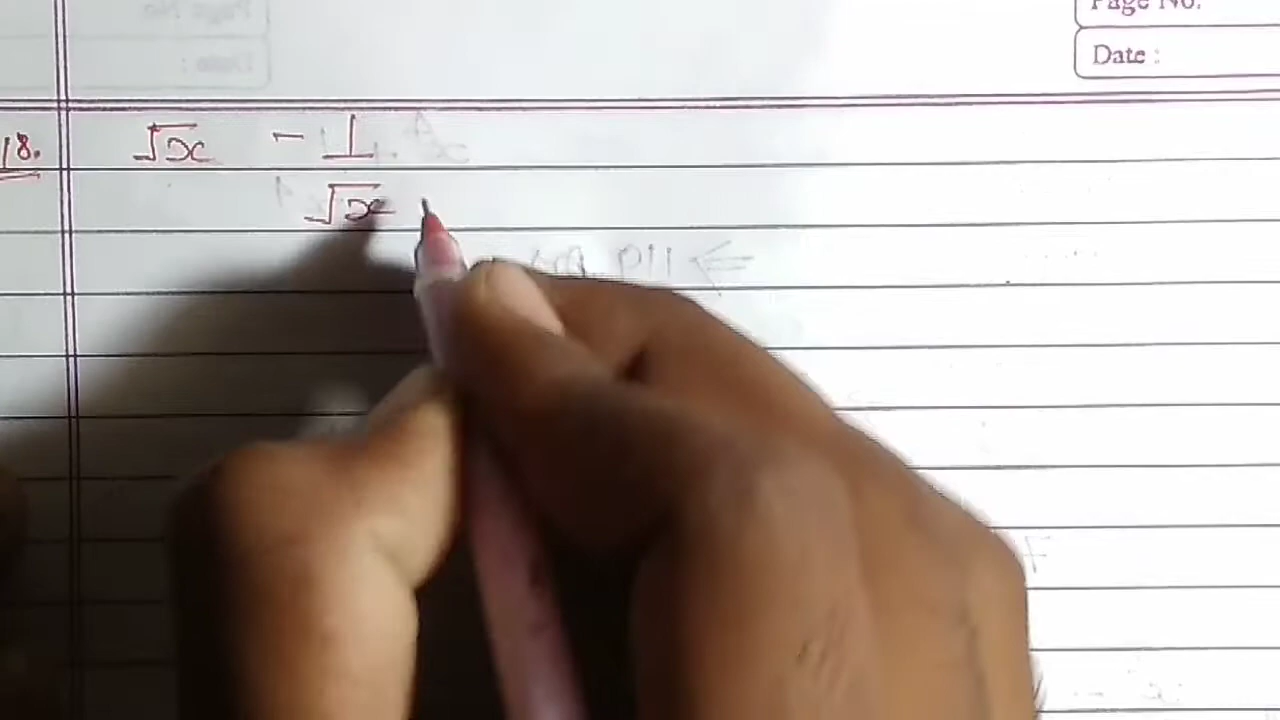 Page No.
Date :
18. √x - 1
√x